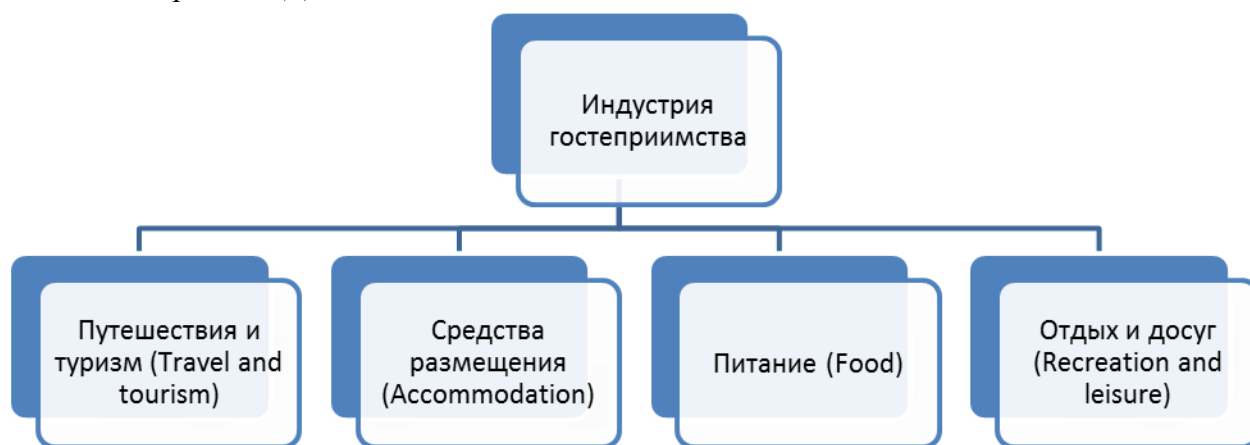 Индустрия
гостеприимства
Путешествия и
туризм (Travel and
tourism)
Средства
размещения
(Accommodation)
Питание (Food)
Отдых и досуг
(Recreation and
leisure)